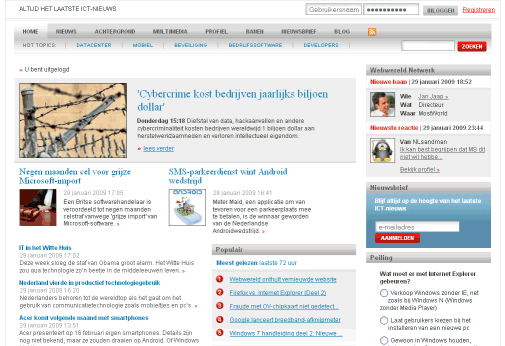 ALTIJD HET LAATSTE ICT-NIEUWS
Gebruikersnaam
INLOGGEN
Registreren
HOME NIEUWS ACHTERGROND MULTIMEDIA PROFIEL BANEN NIEUWSBRIEF BLOG
HOT TOPICS: DATACENTER MOBIEL BEVEILIGING BEDRIJFSSOFTWARE DEVELOPERS
ZOEKEN
» U bent uitgelogd
'Cybercrime kost bedrijven jaarlijks biljoen
dollar'
Donderdag 15:18 Diefstal van data, hacksaanvallen en andere
cybercriminaliteit kosten bedrijven wereldwijd 1 biljoen dollar aan
herstelwerkzaamheden en verloren intellectueel eigendom.
» lees verder
Negen maanden cel voor grijze
Microsoft-import
29 januari 2009 17:05
Een Britse softwarehandelaar is
veroordeeld tot negen maanden
celstraf vanwege 'grijze import' van
Microsoft-software. »
SMS-parkeerdienst wint Android
wedstrijd
29 januari 2009 16:41
Meter Maid, een applicatie om van
tevoren voor een parkeerplaats mee
te betalen, is de winnaar geworden
van de Nederlandse
Androidwedstrijd. »
IT in het Witte Huis
29 januari 2009 17:02
Deze week sloeg de staf van Obama groot alarm. Het Witte Huis
zou qua technologie zo'n beetje in de middeleeuwen leven. »
Nederland vierde in productief technologiegebruik
29 januari 2009 16:20
Nederlanders behoren tot de wereldtop als het gaat om het
gebruik van communicatietechnologie zoals mobieltjes en pc's. »
Acer komt volgende maand met smartphones
29 januari 2009 13:51
Acer presenteert op 16 februari eigen smartphones. Details zijn
nog niet bekend, maar ze zouden draaien op Android. Of Windows
Populair
Meest gelezen laatste 72 uur
1 Webwereld onthult vernieuwde website
2 Firefox vs. Internet Explorer (Deel 2)
3 Fraude met OV-chipkaart niet gedetect...
4 Google lanceert breedband-afknijpmeter
5 Windows 7 handleiding deel 2: Nieuwe ...
Webwereld Netwerk
Nieuwe baan | 29 januari 2009 18:52
Wie Jan Jaap »
Wat Directeur
Waar MostWorld
Nieuwste reactie | 29 januari 2009 23:44
Van NLsandman
Ik kan best begrijpen dat MS dit
niet wil hebbe...
Bekijk profiel »
Nieuwsbrief
Blijf altijd op de hoogte van het laatste
ICT-nieuws
e-mailadres
AANMELDEN
Peiling
Wat moet er met Internet Explorer
gebeuren?
Verkoop Windows zonder IE, net
zoals bij Windows N (Windows
zonder Media Player)
Laat gebruikers kiezen bij het
installeren van een nieuwe pc
Gewoon in Windows houden,